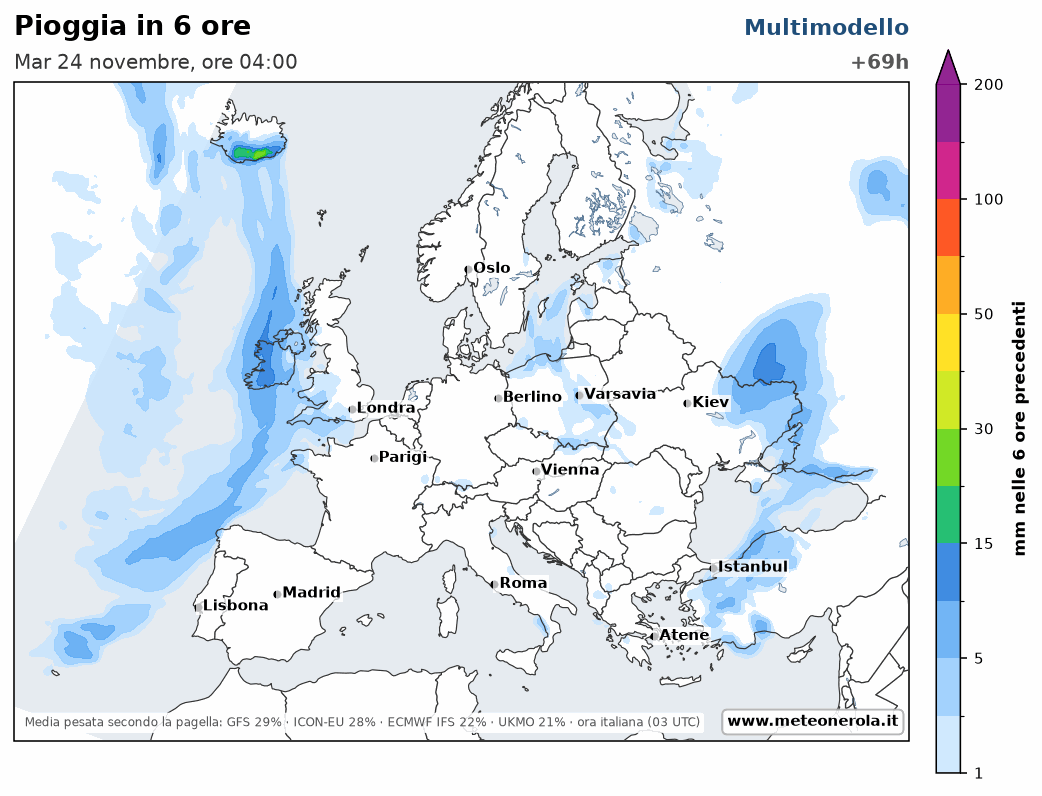 Pioggia in 6 ore
Multimodello
Mar 24 novembre, ore 04:00
+69h
200
100
50
30
15
5
1
mm nelle 6 ore precedenti
Oslo
Berlino
Varsavia
Kiev
Londra
Parigi
Vienna
Istanbul
Roma
Madrid
Lisbona
Atene
Media pesata secondo la pagella: GFS 29% · ICON-EU 28% · ECMWF IFS 22% · UKMO 21% · ora italiana (03 UTC)
www.meteonerola.it